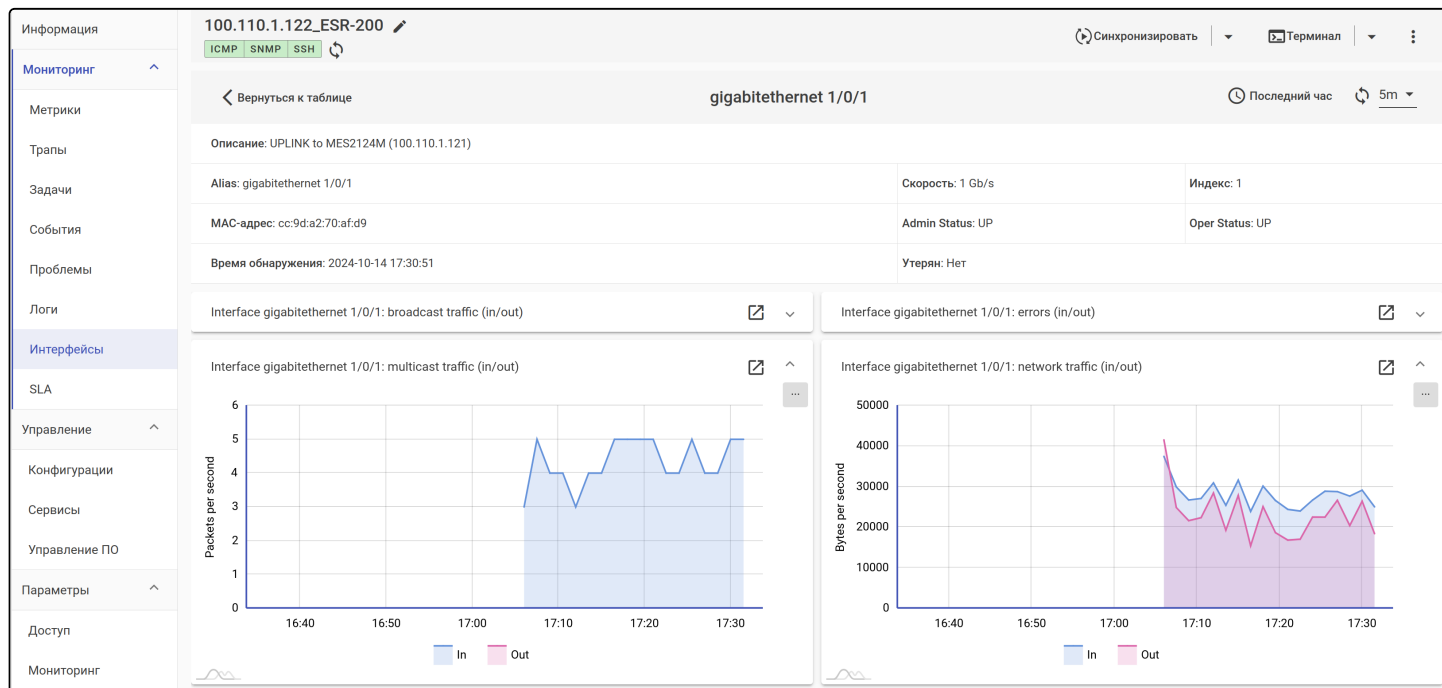 Информация
Мониторинг
Метрики
Трапы
Задачи
События
Проблемы
Логи
Интерфейсы
SLA
Управление
Конфигурации
Сервисы
Управление ПО
Параметры
Доступ
Мониторинг
100.110.1.122_ESR-200
ICMP SNMP SSH
Синхронизировать
Терминал
Вернуться к таблице
gigabitethernet 1/0/1
Последний час
5m
Описание: UPLINK to MES2124M (100.110.1.121)
Alias: gigabitethernet 1/0/1
Скорость: 1 Gb/s
Индекс: 1
MAC-адрес: cc:9d:a2:70:af:d9
Admin Status: UP
Oper Status: UP
Время обнаружения: 2024-10-14 17:30:51
Утерян: Нет
Interface gigabitethernet 1/0/1: broadcast traffic (in/out)
Interface gigabitethernet 1/0/1: errors (in/out)
Interface gigabitethernet 1/0/1: multicast traffic (in/out)
...
Packets per second
6
5
4
3
2
1
0
16:40 16:50 17:00 17:10 17:20 17:30
In Out
Interface gigabitethernet 1/0/1: network traffic (in/out)
...
Bytes per second
50000
40000
30000
20000
10000
0
16:40 16:50 17:00 17:10 17:20 17:30
In Out